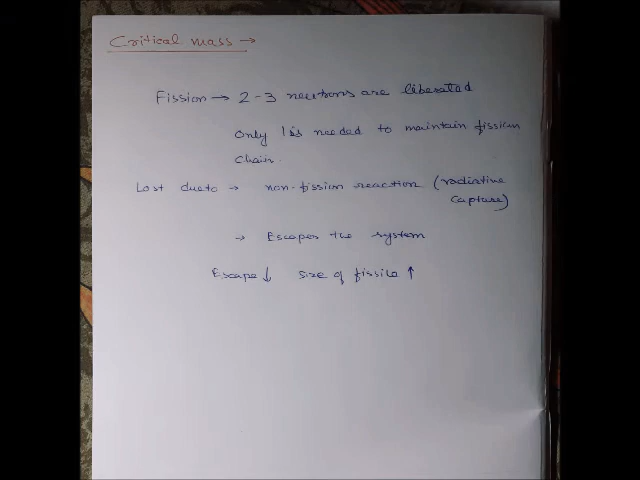 Critical mass →
Fission → 2-3 neutrons are liberated
Only 1 is needed to maintain fission
chain.
Lost due to → non-fission reaction (radiative
capture)
→ Escapes the system
Escape ↓ size of fissile ↑